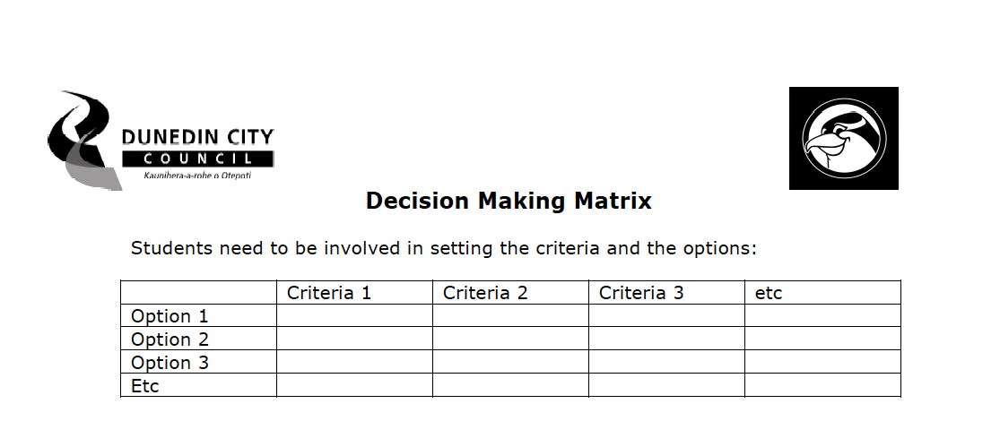 DUNEDIN CITY
COUNCIL
Kaunihera-a-rohe o Otepoti
Decision Making Matrix
Students need to be involved in setting the criteria and the options:
Criteria 1 Criteria 2 Criteria 3 etc
Option 1
Option 2
Option 3
Etc